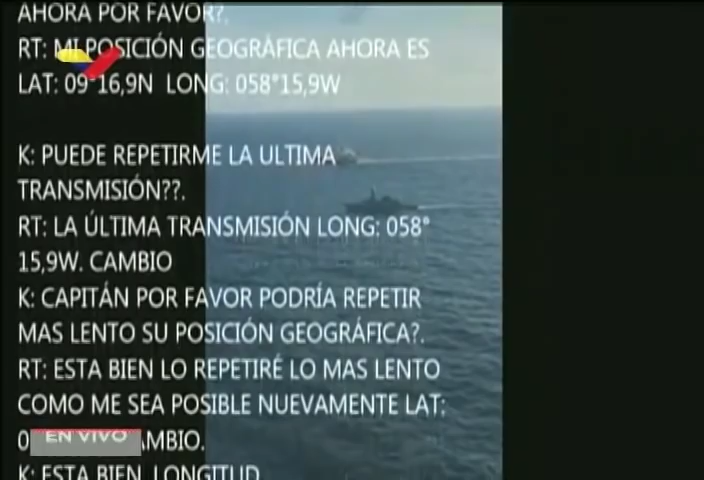 AHORA POR FAVOR?.
RT: MI POSICIÓN GEOGRÁFICA AHORA ES
LAT: 09°16,9N LONG: 058°15,9W
K: PUEDE REPETIRME LA ULTIMA
TRANSMISIÓN??.
RT: LA ÚLTIMA TRANSMISIÓN LONG: 058°
15,9W. CAMBIO
K: CAPITÁN POR FAVOR PODRÍA REPETIR
MAS LENTO SU POSICIÓN GEOGRÁFICA?.
RT: ESTA BIEN LO REPETIRÉ LO MAS LENTO
COMO ME SEA POSIBLE NUEVAMENTE LAT:
EN VIVO
K: ESTA BIEN, LONGITUD